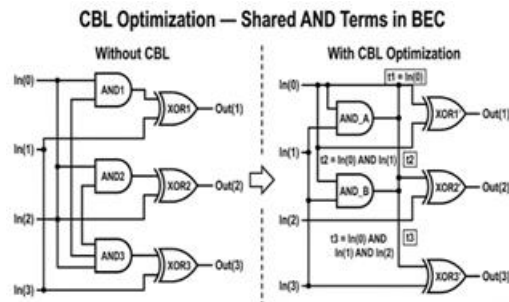 CBL Optimization — Shared AND Terms in BEC
Without CBL
In(0)
In(1)
In(2)
In(3)
AND1
AND2
AND3
XOR1
XOR2
XOR3
Out(1)
Out(2)
Out(3)
With CBL Optimization
In(0)
In(1)
In(2)
In(3)
t1 = In(0)
AND_A
t2 = In(0) AND In(1)
t2
AND_B
t3 = In(0) AND
In(1) AND In(2)
t3
XOR1'
XOR2'
XOR3'
Out(1)
Out(2)
Out(3)